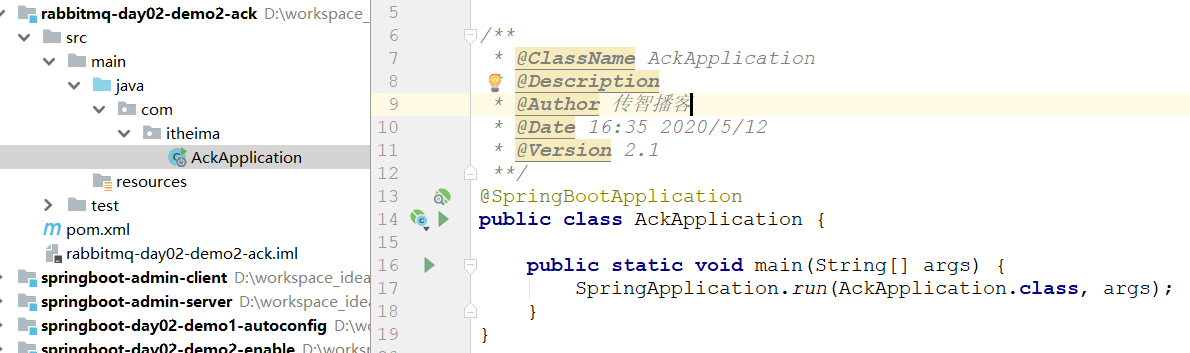 rabbitmq-day02-demo2-ack D:\workspace_
src
main
java
com
itheima
AckApplication
resources
test
pom.xml
rabbitmq-day02-demo2-ack.iml
springboot-admin-client D:\workspace_idea
springboot-admin-server D:\workspace_idea
springboot-day02-demo1-autoconfig D:\
springboot-day02-demo2-enable D:\works
5
6 /**
7 * @ClassName AckApplication
8 * @Description
9 * @Author 传智播客
10 * @Date 16:35 2020/5/12
11 * @Version 2.1
12 **/
13 @SpringBootApplication
14 public class AckApplication {
15
16 public static void main(String[] args) {
17 SpringApplication.run(AckApplication.class, args);
18 }
19 }